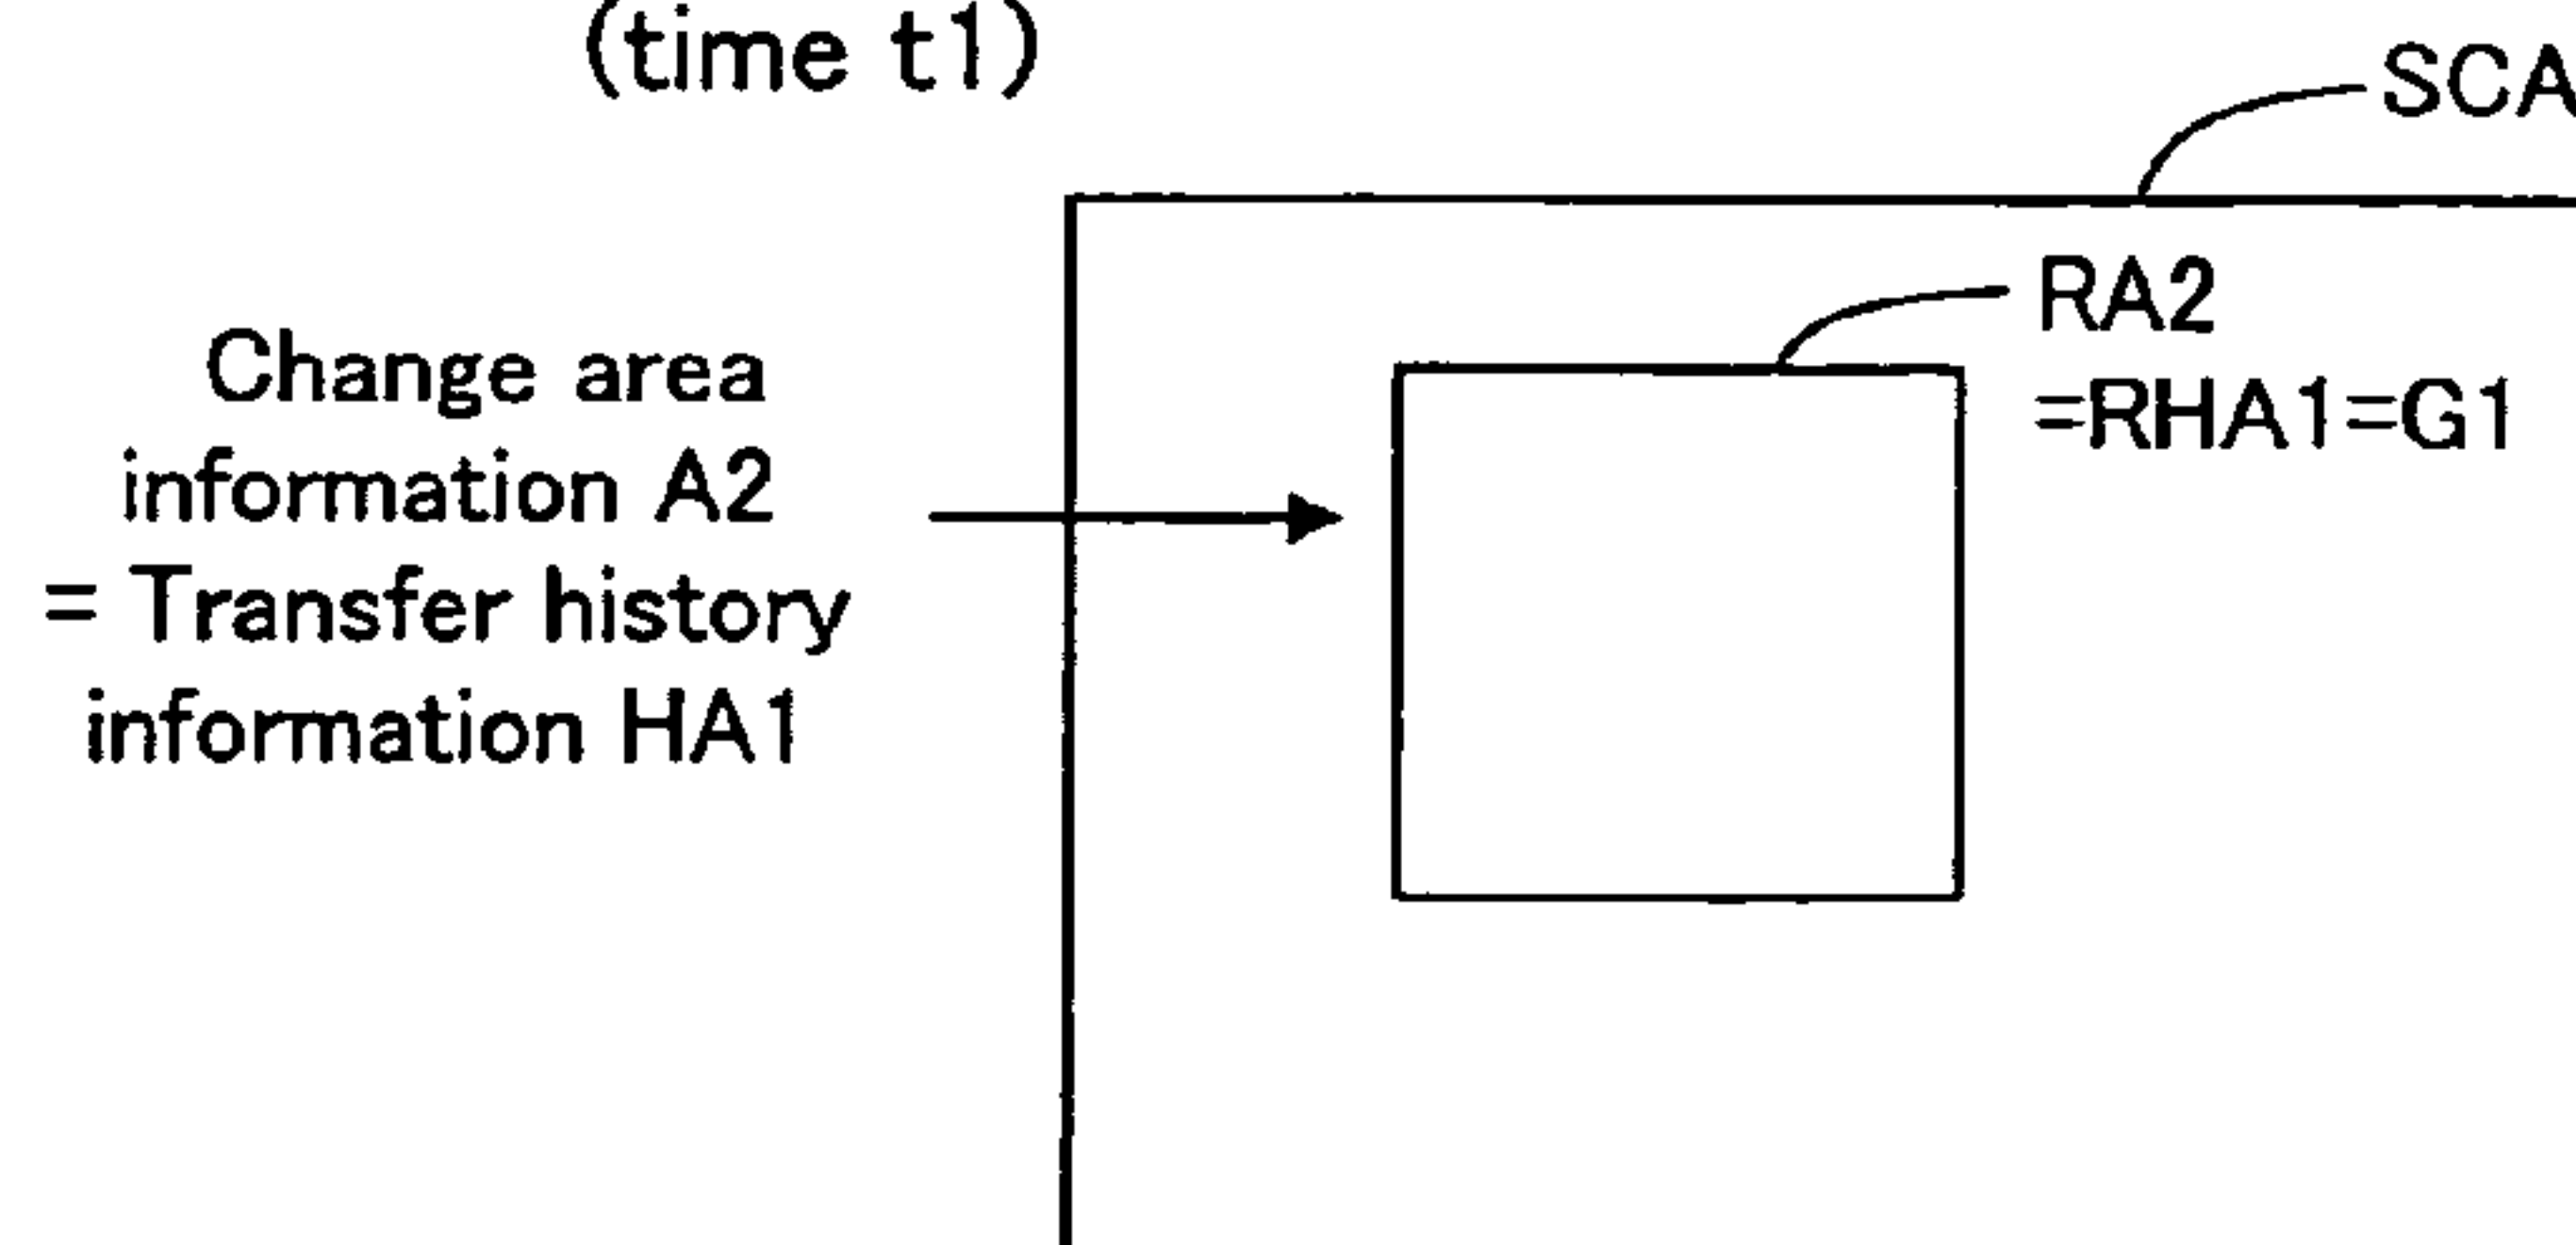 (time t1)
SCA
RA2
=RHA1=G1
Change area
information A2
= Transfer history
information HA1